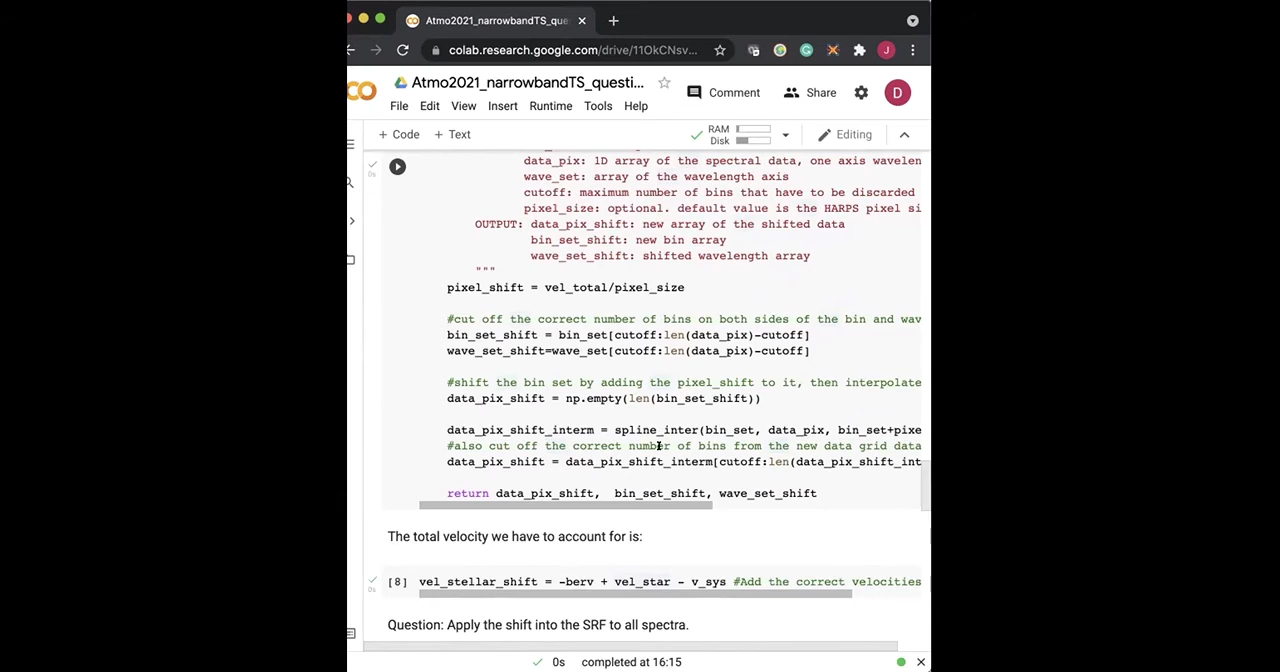 Atmo2021_narrowbandTS_que
colab.research.google.com/drive/11OkCNsv...
J
Atmo2021_narrowbandTS_questi...
File Edit View Insert Runtime Tools Help
Comment Share D
+ Code + Text
RAM
Disk
Editing
0s
data_pix: 1D array of the spectral data, one axis wavelen
wave_set: array of the wavelength axis
cutoff: maximum number of bins that have to be discarded
pixel_size: optional. default value is the HARPS pixel si
OUTPUT: data_pix_shift: new array of the shifted data
bin_set_shift: new bin array
wave_set_shift: shifted wavelength array
"""
pixel_shift = vel_total/pixel_size
#cut off the correct number of bins on both sides of the bin and wav
bin_set_shift = bin_set[cutoff:len(data_pix)-cutoff]
wave_set_shift=wave_set[cutoff:len(data_pix)-cutoff]
#shift the bin set by adding the pixel_shift to it, then interpolate
data_pix_shift = np.empty(len(bin_set_shift))
data_pix_shift_interm = spline_inter(bin_set, data_pix, bin_set+pixe
#also cut off the correct number of bins from the new data grid data
data_pix_shift = data_pix_shift_interm[cutoff:len(data_pix_shift_int
return data_pix_shift, bin_set_shift, wave_set_shift
The total velocity we have to account for is:
0s
[8] vel_stellar_shift = -berv + vel_star - v_sys #Add the correct velocities
Question: Apply the shift into the SRF to all spectra.
0s completed at 16:15